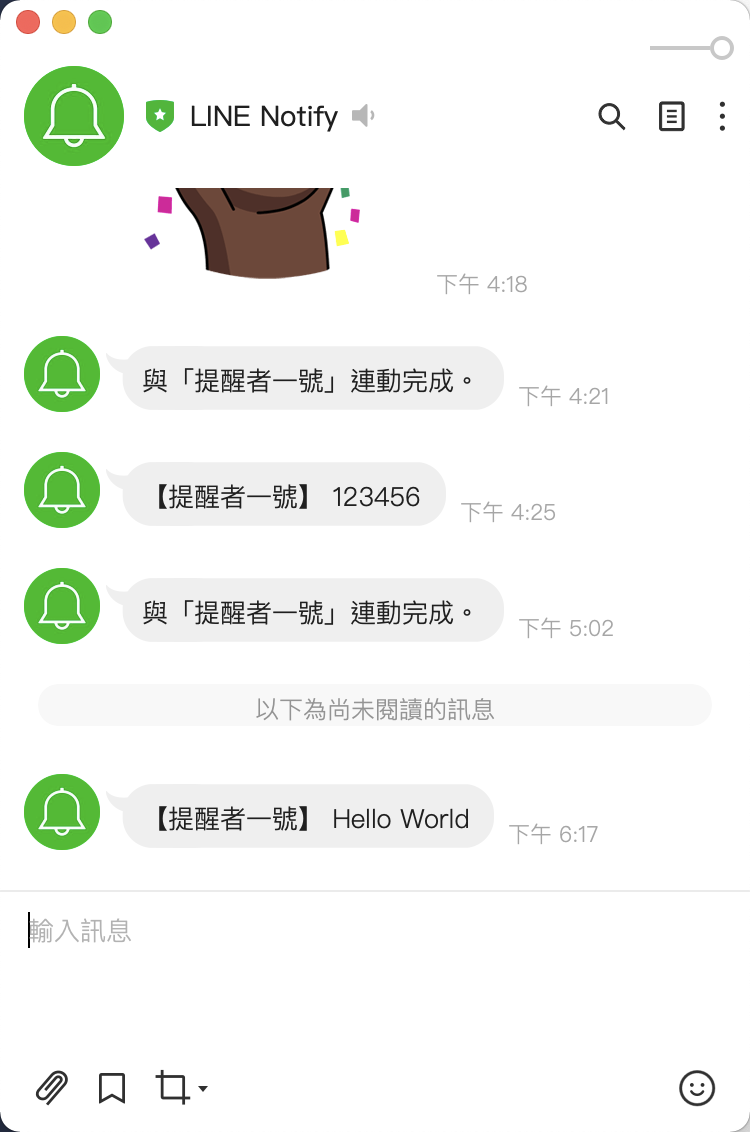 LINE Notify
下午 4:18
與「提醒者一號」連動完成。
下午 4:21
【提醒者一號】 123456
下午 4:25
與「提醒者一號」連動完成。
下午 5:02
以下為尚未閱讀的訊息
【提醒者一號】 Hello World
下午 6:17
輸入訊息